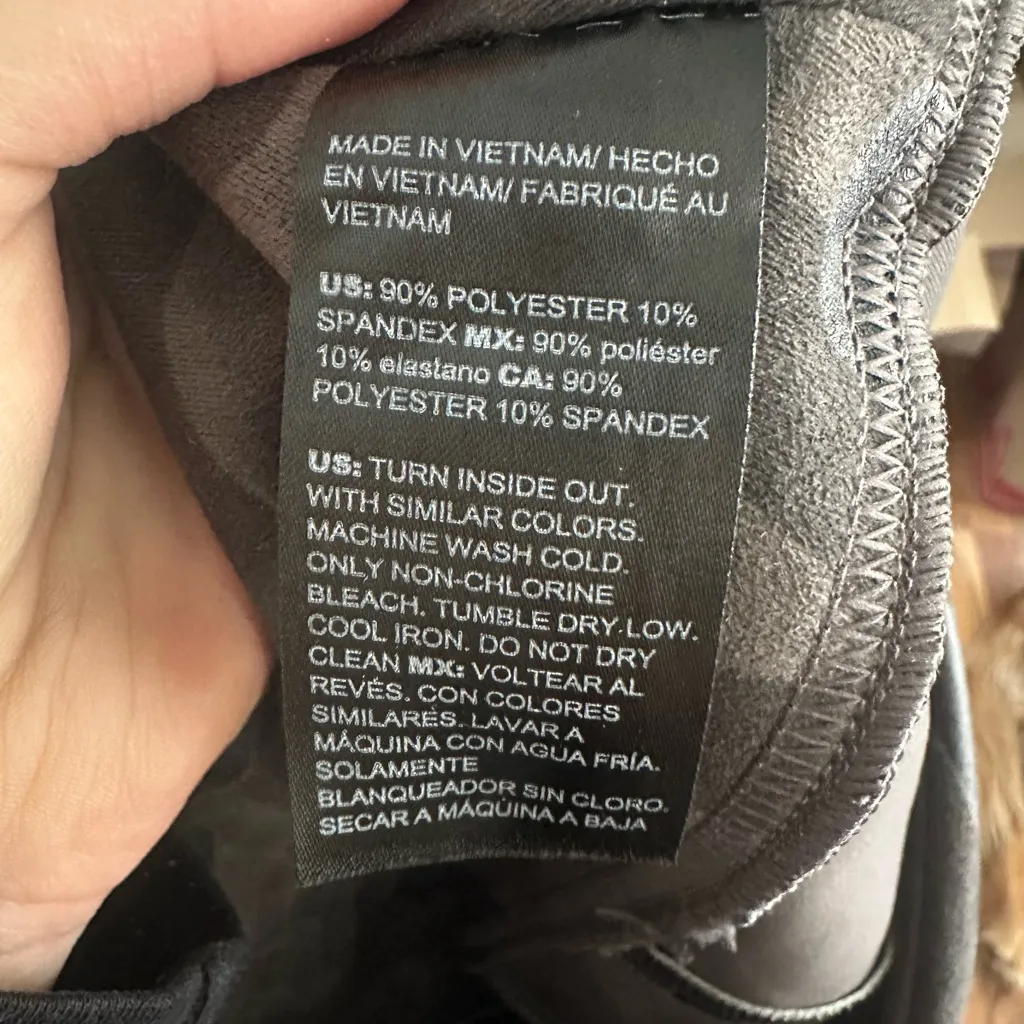 MADE IN VIETNAM/ HECHO
EN VIETNAM/ FABRIQUÉ AU
VIETNAM
US: 90% POLYESTER 10%
SPANDEX MX: 90% poliéster
10% elastano CA: 90%
POLYESTER 10% SPANDEX
US: TURN INSIDE OUT.
WITH SIMILAR COLORS.
MACHINE WASH COLD.
ONLY NON-CHLORINE
BLEACH. TUMBLE DRY.LOW.
COOL IRON. DO NOT DRY
CLEAN MX: VOLTEAR AL
REVÉS. CON COLORES
SIMILARES. LAVAR A
MÁQUINA CON AGUA FRÍA.
SOLAMENTE
BLANQUEADOR SIN CLORO.
SECAR A MÁQUINA A BAJA